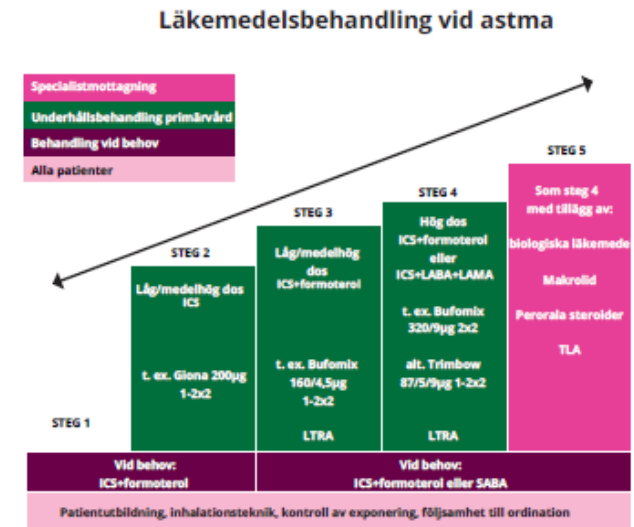 Läkemedelsbehandling vid astma
Specialistmottagning
Underhållsbehandling primärvård
Behandling vid behov
Alla patienter
STEG 1
STEG 2
Låg/medelhög dos
ICS
t. ex. Giona 200µg
1-2x2
STEG 3
Låg/medelhög
dos
ICS+formoterol
t. ex. Bufomix
160/4,5µg
1-2x2
LTRA
STEG 4
Hög dos
ICS+formoterol
eller
ICS+LABA+LAMA
t. ex. Bufomix
320/9µg 2x2
alt. Trimbow
87/5/9µg 1-2x2
LTRA
STEG 5
Som steg 4
med tillägg av:
biologiska läkemede
Makrolid
Perorala steroider
TLA
Vid behov:
ICS+formoterol
Vid behov:
ICS+formoterol eller SABA
Patientutbildning, inhalationsteknik, kontroll av exponering, följsamhet till ordination